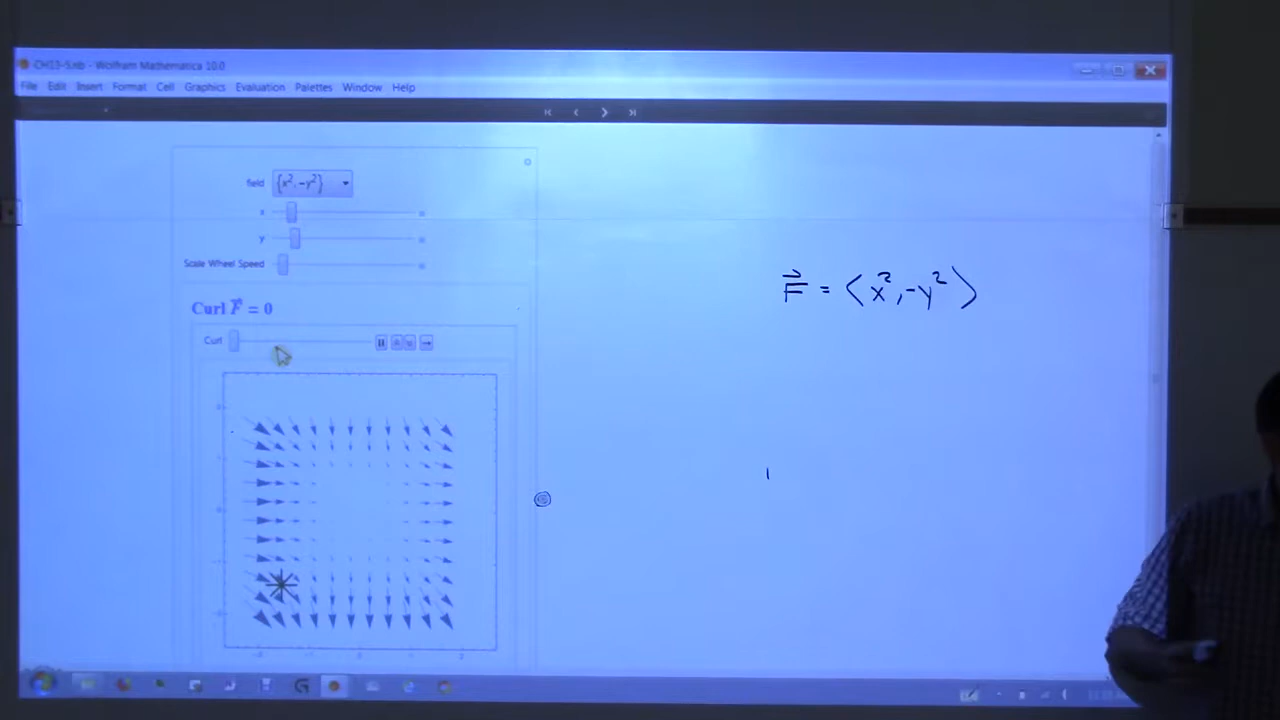 CH13-5.nb - Wolfram Mathematica 10.0
File Edit Insert Format Cell Graphics Evaluation Palettes Window Help
field {x², -y²}
x
y
Scale Wheel Speed
Curl F⃗ = 0
Curl
F⃗ = ⟨x², -y²⟩